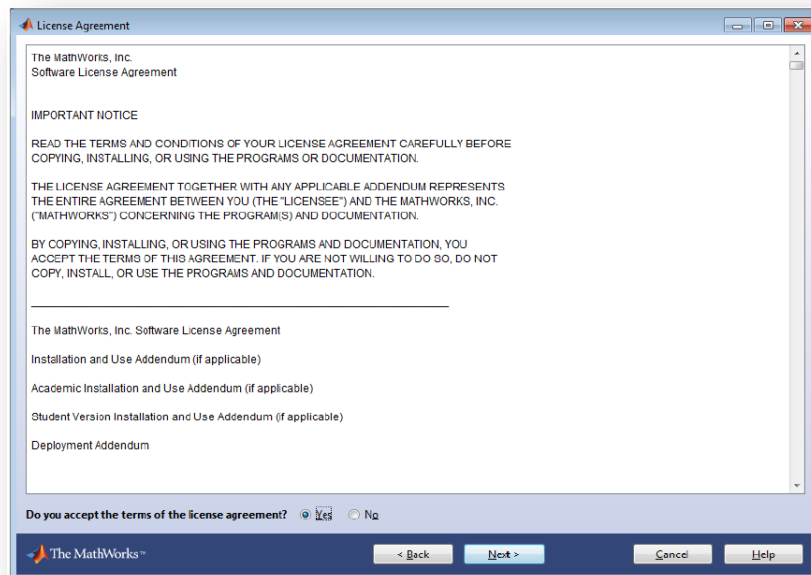 License Agreement
The MathWorks, Inc.
Software License Agreement
IMPORTANT NOTICE
READ THE TERMS AND CONDITIONS OF YOUR LICENSE AGREEMENT CAREFULLY BEFORE
COPYING, INSTALLING, OR USING THE PROGRAMS OR DOCUMENTATION.
THE LICENSE AGREEMENT TOGETHER WITH ANY APPLICABLE ADDENDUM REPRESENTS
THE ENTIRE AGREEMENT BETWEEN YOU (THE "LICENSEE") AND THE MATHWORKS, INC.
("MATHWORKS") CONCERNING THE PROGRAM(S) AND DOCUMENTATION.
BY COPYING, INSTALLING, OR USING THE PROGRAMS AND DOCUMENTATION, YOU
ACCEPT THE TERMS OF THIS AGREEMENT. IF YOU ARE NOT WILLING TO DO SO, DO NOT
COPY, INSTALL, OR USE THE PROGRAMS AND DOCUMENTATION.
The MathWorks, Inc. Software License Agreement
Installation and Use Addendum (if applicable)
Academic Installation and Use Addendum (if applicable)
Student Version Installation and Use Addendum (if applicable)
Deployment Addendum
Do you accept the terms of the license agreement? Yes No
The MathWorks™ < Back Next > Cancel Help